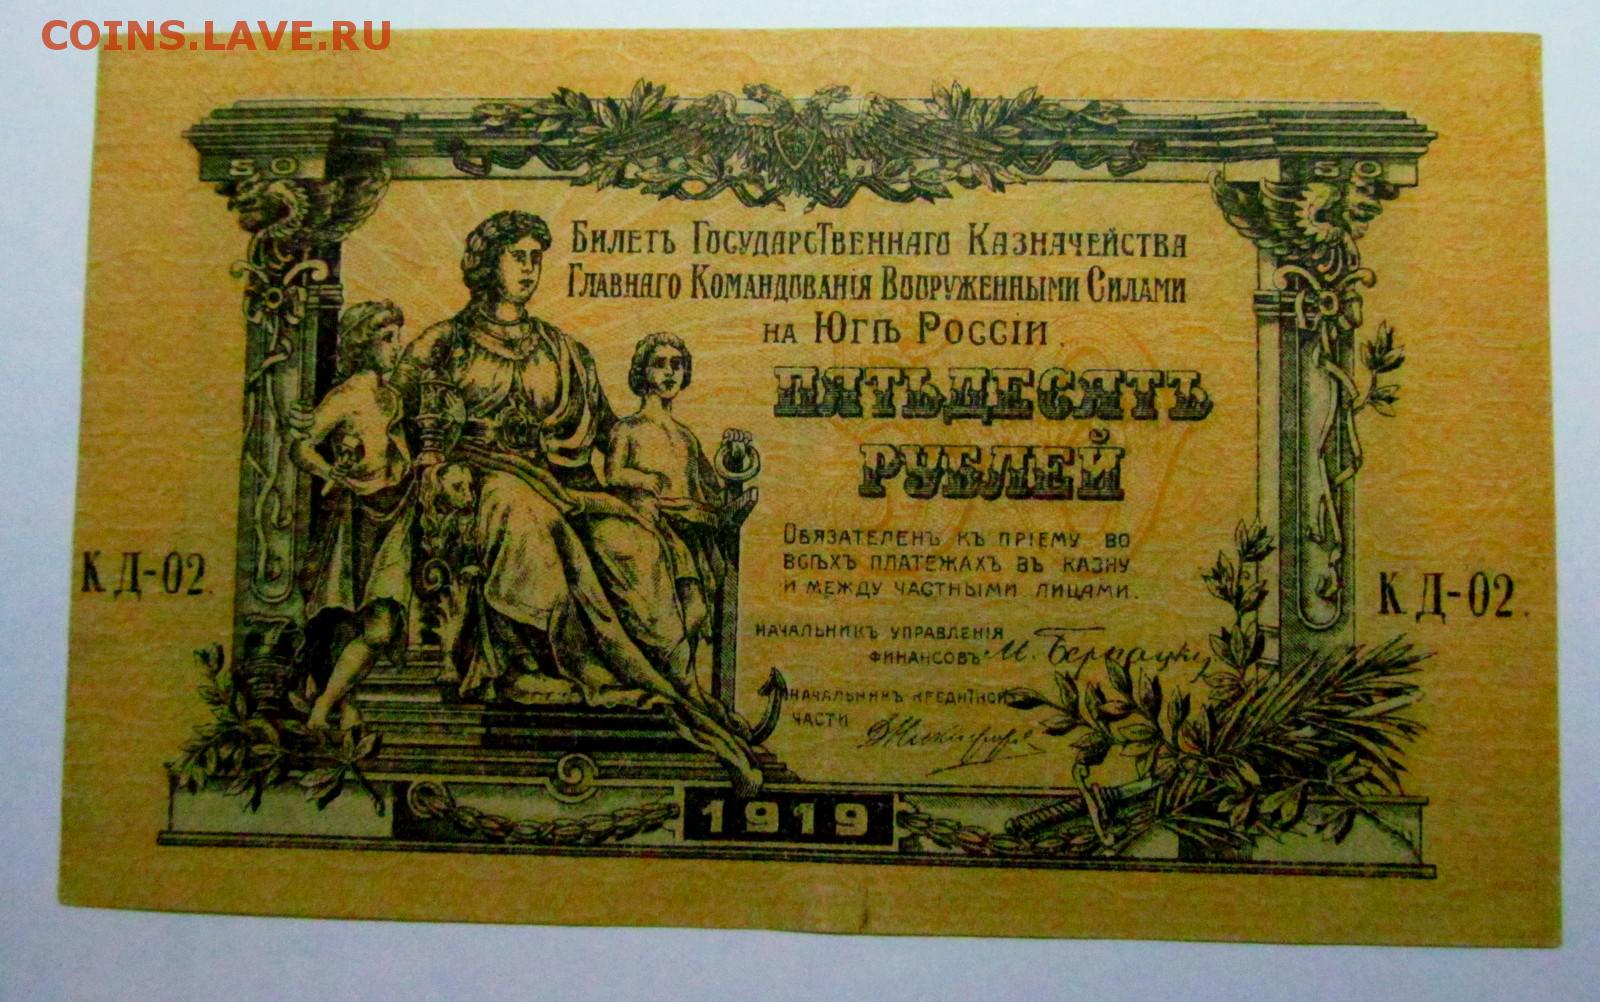 COINS.LAVE.RU
50 50
Билетъ Государственнаго Казначейства
Главнаго Командованія Вооруженными Силами
на Югѣ Россіи.
ПЯТЬДЕСЯТЪ
РУБЛЕЙ
Обязателенъ къ пріему во
всѣхъ платежахъ въ казну
и между частными лицами.
КД-02. КД-02.
Начальникъ Управленія
Финансовъ М. Бернацкій
Начальникъ Кредитной
Части
1919